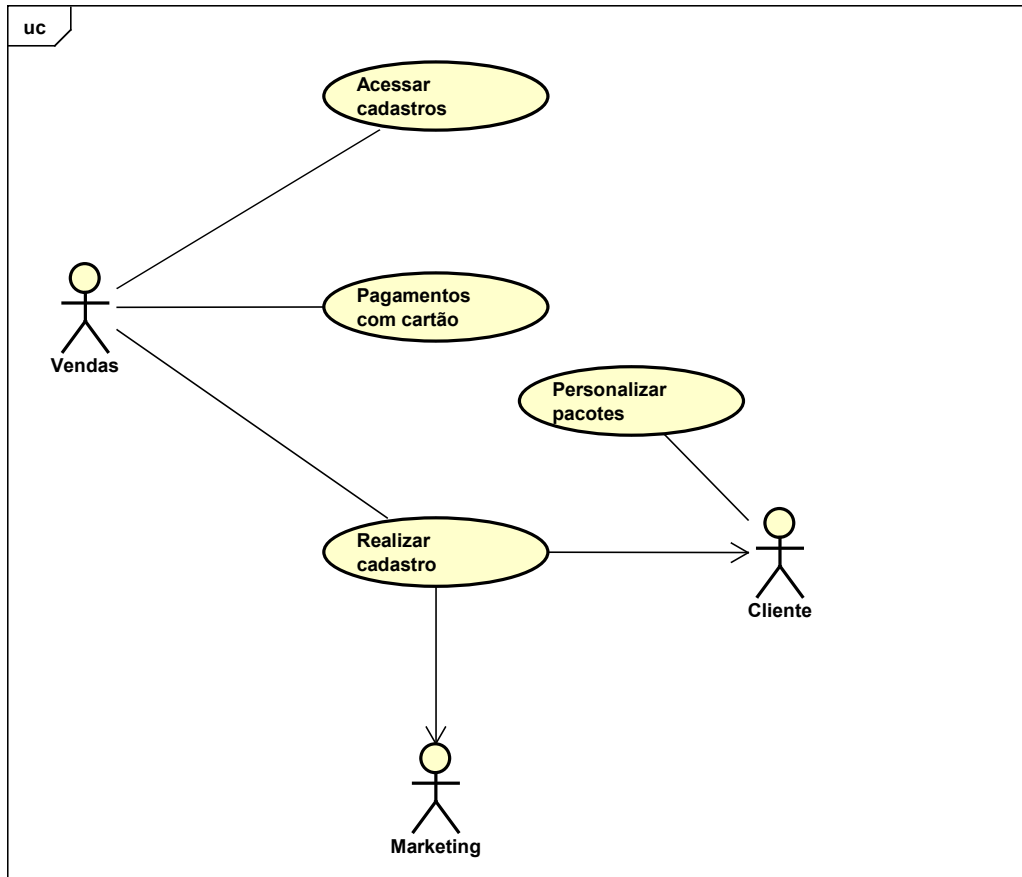 uc
Acessar
cadastros
Pagamentos
com cartão
Vendas
Personalizar
pacotes
Realizar
cadastro
Cliente
Marketing